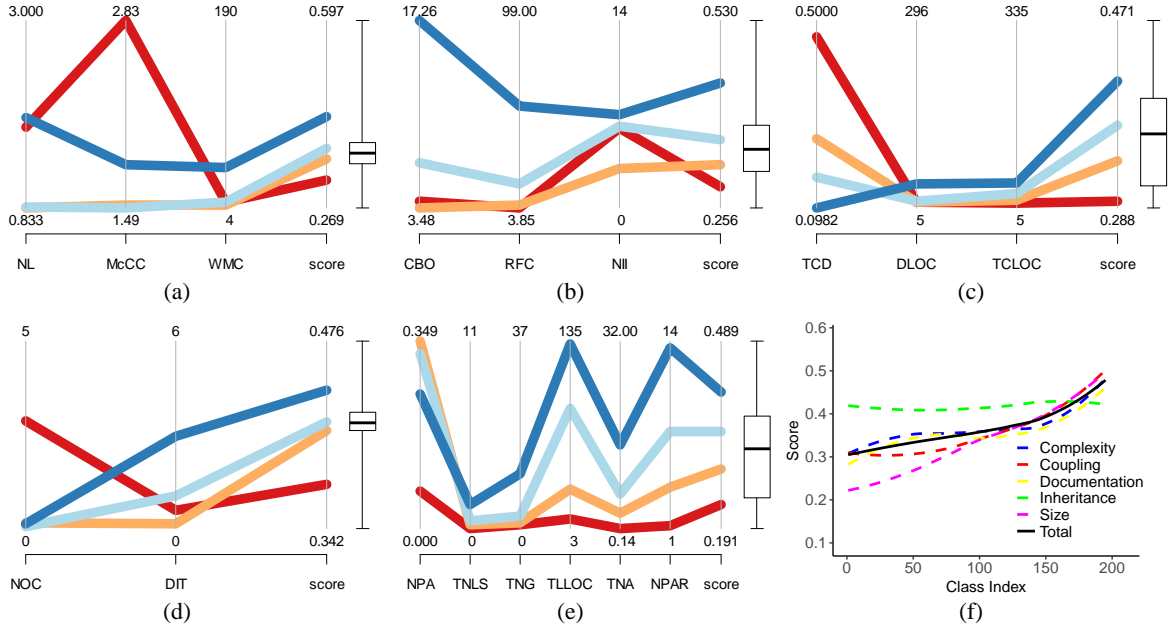 3.000 2.83 190 0.597
0.833 1.49 4 0.269
NL McCC WMC score
(a)
17.26 99.00 14 0.530
3.48 3.85 0 0.256
CBO RFC NII score
(b)
0.5000 296 335 0.471
0.0982 5 5 0.288
TCD DLOC TCLOC score
(c)
5 6 0.476
0 0 0.342
NOC DIT score
(d)
0.349 11 37 135 32.00 14 0.489
0.000 0 0 3 0.14 1 0.191
NPA TNLS TNG TLLOC TNA NPAR score
(e)
0.6
0.5
0.4
0.3
0.2
0.1
Score
Complexity
Coupling
Documentation
Inheritance
Size
Total
0 50 100 150 200
Class Index
(f)